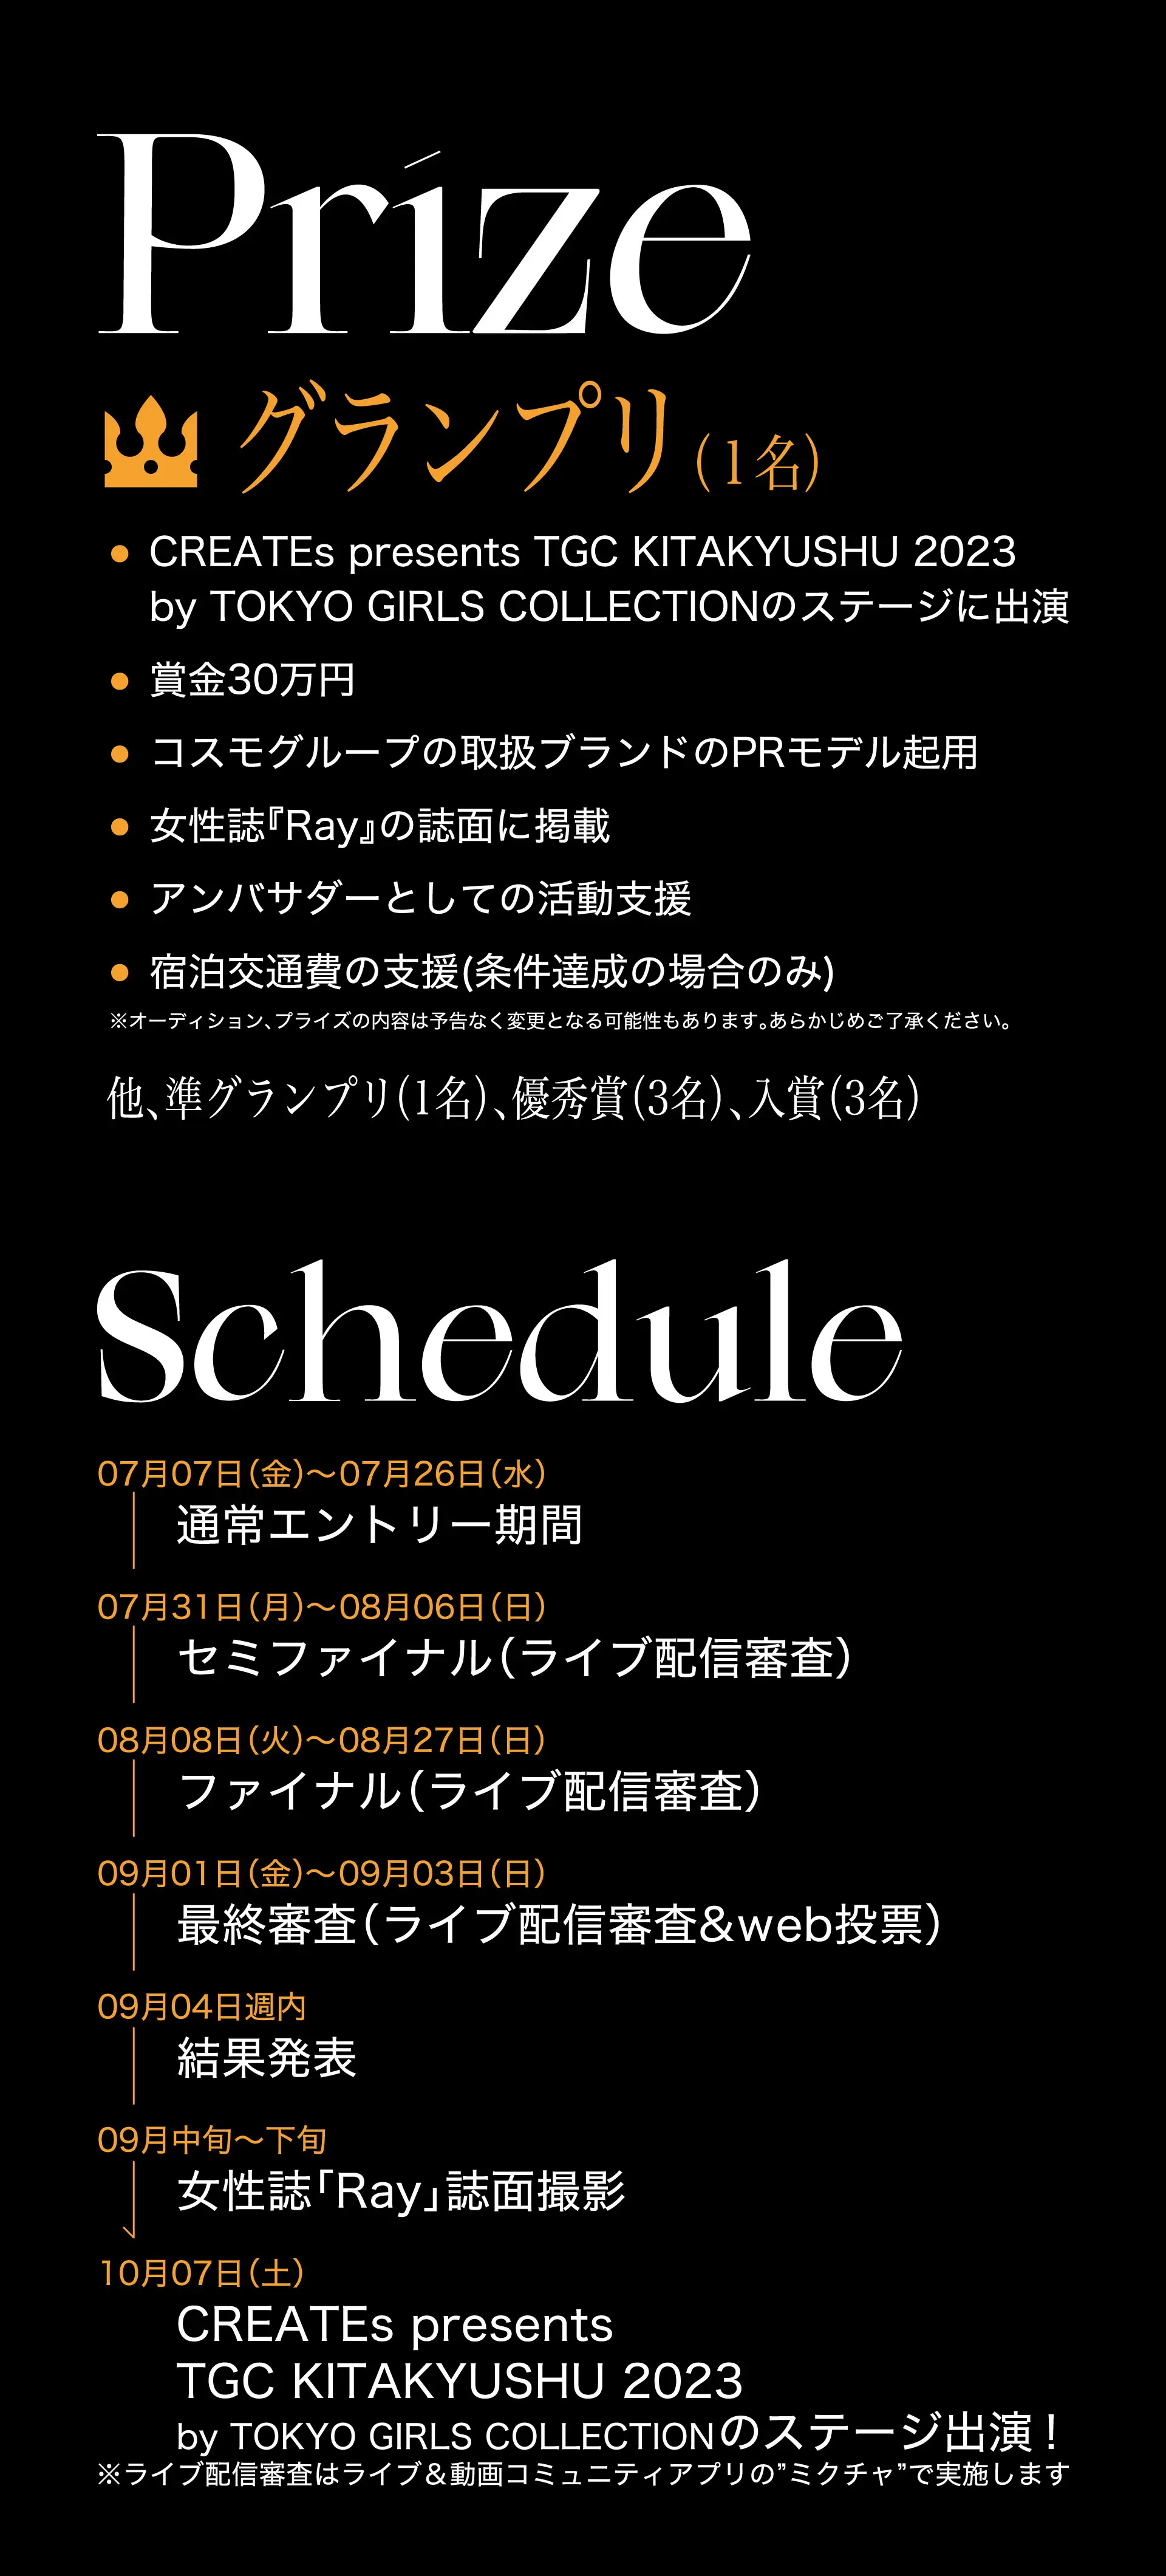 Prize
グランプリ(1名)
● CREATEs presents TGC KITAKYUSHU 2023
by TOKYO GIRLS COLLECTIONのステージに出演
● 賞金30万円
● コスモグループの取扱ブランドのPRモデル起用
● 女性誌『Ray』の誌面に掲載
● アンバサダーとしての活動支援
● 宿泊交通費の支援(条件達成の場合のみ)
※オーディション、プライズの内容は予告なく変更となる可能性もあります。あらかじめご了承ください。
他、準グランプリ(1名)、優秀賞(3名)、入賞(3名)
Schedule
07月07日(金)〜07月26日(水)
通常エントリー期間
07月31日(月)〜08月06日(日)
セミファイナル(ライブ配信審査)
08月08日(火)〜08月27日(日)
ファイナル(ライブ配信審査)
09月01日(金)〜09月03日(日)
最終審査(ライブ配信審査&web投票)
09月04日週内
結果発表
09月中旬〜下旬
女性誌「Ray」誌面撮影
10月07日(土)
CREATEs presents
TGC KITAKYUSHU 2023
by TOKYO GIRLS COLLECTIONのステージ出演！
※ライブ配信審査はライブ＆動画コミュニティアプリの”ミクチャ”で実施します